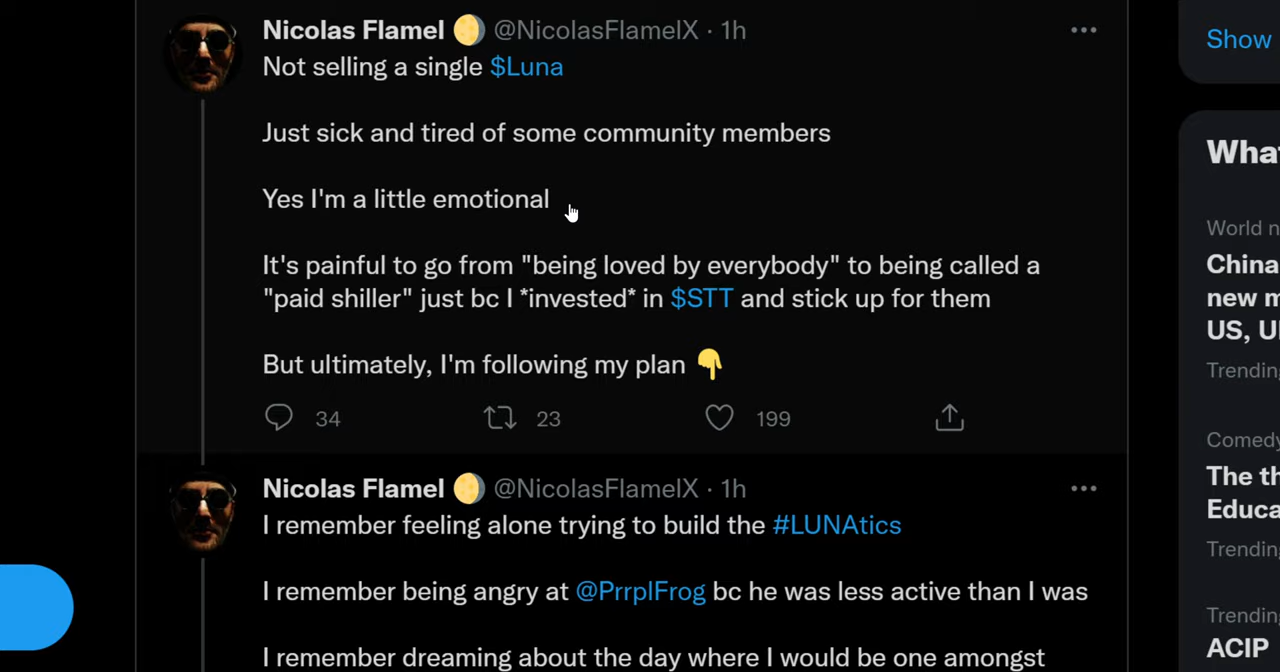 Nicolas Flamel 🌖 @NicolasFlamelX · 1h
Not selling a single $Luna
Just sick and tired of some community members
Yes I'm a little emotional
It's painful to go from "being loved by everybody" to being called a
"paid shiller" just bc I *invested* in $STT and stick up for them
But ultimately, I'm following my plan 👇
34 23 199
Nicolas Flamel 🌖 @NicolasFlamelX · 1h
I remember feeling alone trying to build the #LUNAtics
I remember being angry at @PrrplFrog bc he was less active than I was
I remember dreaming about the day where I would be one amongst
Show
World n
China
new m
US, U
Trending
Comedy
The th
Educa
Trending
Trending
ACIP